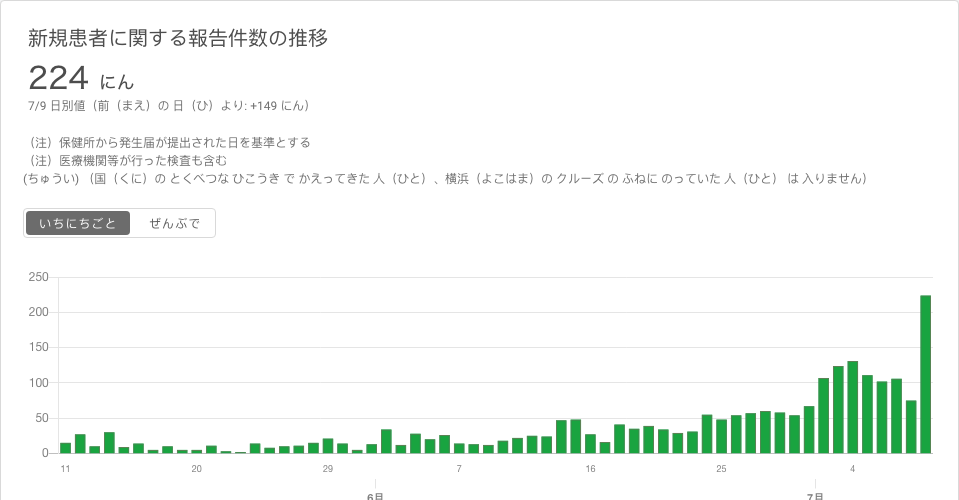 新規患者に関する報告件数の推移
224 にん
7/9 日別値（前（まえ）の 日（ひ）より: +149 にん）
（注）保健所から発生届が提出された日を基準とする
（注）医療機関等が行った検査も含む
(ちゅうい) （国（くに）の とくべつな ひこうき で かえってきた 人（ひと）、横浜（よこはま）の クルーズ の ふねに のっていた 人（ひと） は 入りません）
いちにちごと ぜんぶで
250
200
150
100
50
0
11 20 29 7 16 25 4
6月 7月